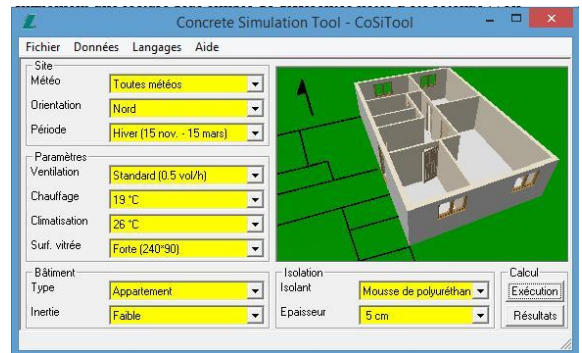 Concrete Simulation Tool - CoSiTool
Fichier Données Langages Aide
Site
Météo Toutes météos
Orientation Nord
Période Hiver (15 nov. - 15 mars)
Paramètres
Ventilation Standard (0.5 vol/h)
Chauffage 19 °C
Climatisation 26 °C
Surf. vitrée Forte (240*90)
Bâtiment
Type Appartement
Inertie Faible
Isolation
Isolant Mousse de polyuréthan
Epaisseur 5 cm
Calcul
Exécution
Résultats